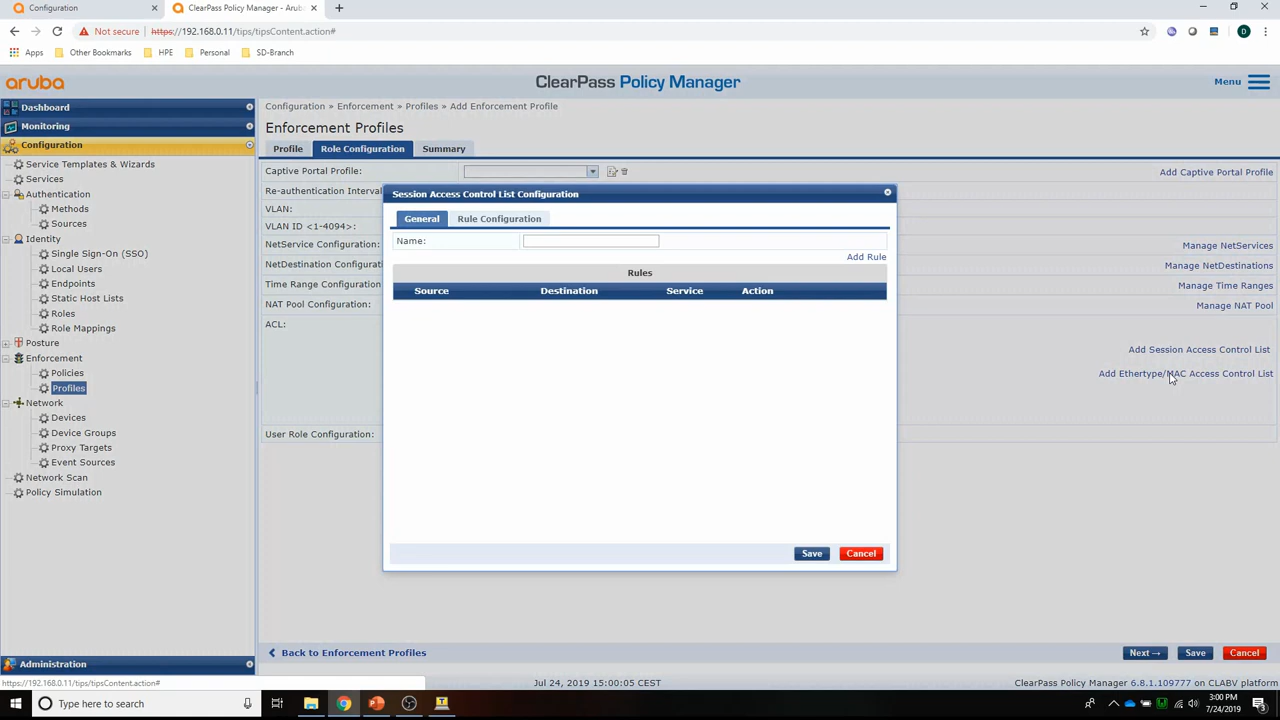 Configuration
ClearPass Policy Manager - Aruba
Not secure
https://192.168.0.11/tips/tipsContent.action#
D
Apps
Other Bookmarks
HPE
Personal
SD-Branch
aruba
ClearPass Policy Manager
Menu
Dashboard
Monitoring
Configuration
Service Templates & Wizards
Services
Authentication
Methods
Sources
Identity
Single Sign-On (SSO)
Local Users
Endpoints
Static Host Lists
Roles
Role Mappings
Posture
Enforcement
Policies
Profiles
Network
Devices
Device Groups
Proxy Targets
Event Sources
Network Scan
Policy Simulation
Administration
Configuration » Enforcement » Profiles » Add Enforcement Profile
Enforcement Profiles
Profile
Role Configuration
Summary
Captive Portal Profile:
Add Captive Portal Profile
Re-authentication Interval
VLAN:
VLAN ID <1-4094>:
NetService Configuration:
Manage NetServices
NetDestination Configura
Manage NetDestinations
Time Range Configuration
Manage Time Ranges
NAT Pool Configuration:
Manage NAT Pool
ACL:
Add Session Access Control List
Add Ethertype/MAC Access Control List
User Role Configuration:
Session Access Control List Configuration
General
Rule Configuration
Name:
Add Rule
Rules
Source Destination Service Action
Save
Cancel
Back to Enforcement Profiles
Next →
Save
Cancel
https://192.168.0.11/tips/tipsContent.action#
Jul 24, 2019 15:00:05 CEST
ClearPass Policy Manager 6.8.1.109777 on CLABV platform
Type here to search
3:00 PM
7/24/2019